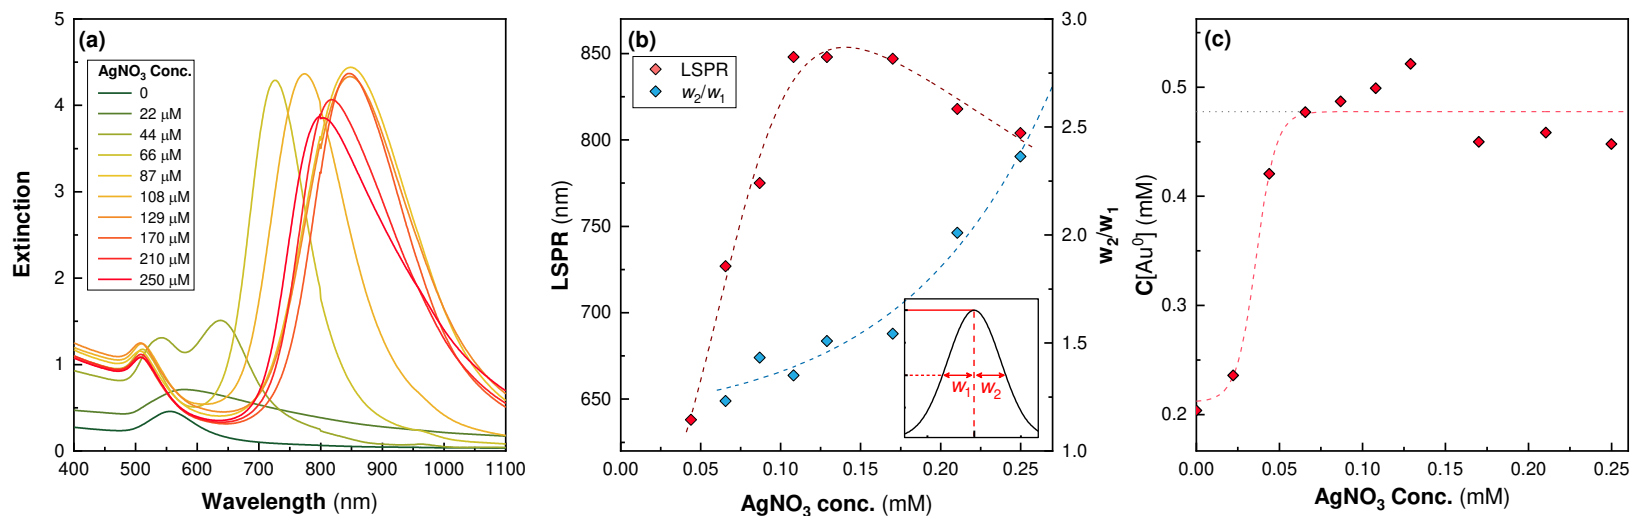 (a)
AgNO₃ Conc.
0
22 μM
44 μM
66 μM
87 μM
108 μM
129 μM
170 μM
210 μM
250 μM
Extinction
5
4
3
2
1
0
400 500 600 700 800 900 1000 1100
Wavelength (nm)
(b)
LSPR
w₂/w₁
LSPR (nm)
850
800
750
700
650
w₂/w₁
3.0
2.5
2.0
1.5
1.0
w₁ w₂
0.00 0.05 0.10 0.15 0.20 0.25
AgNO₃ conc. (mM)
(c)
C[Au⁰] (mM)
0.5
0.4
0.3
0.2
0.00 0.05 0.10 0.15 0.20 0.25
AgNO₃ Conc. (mM)